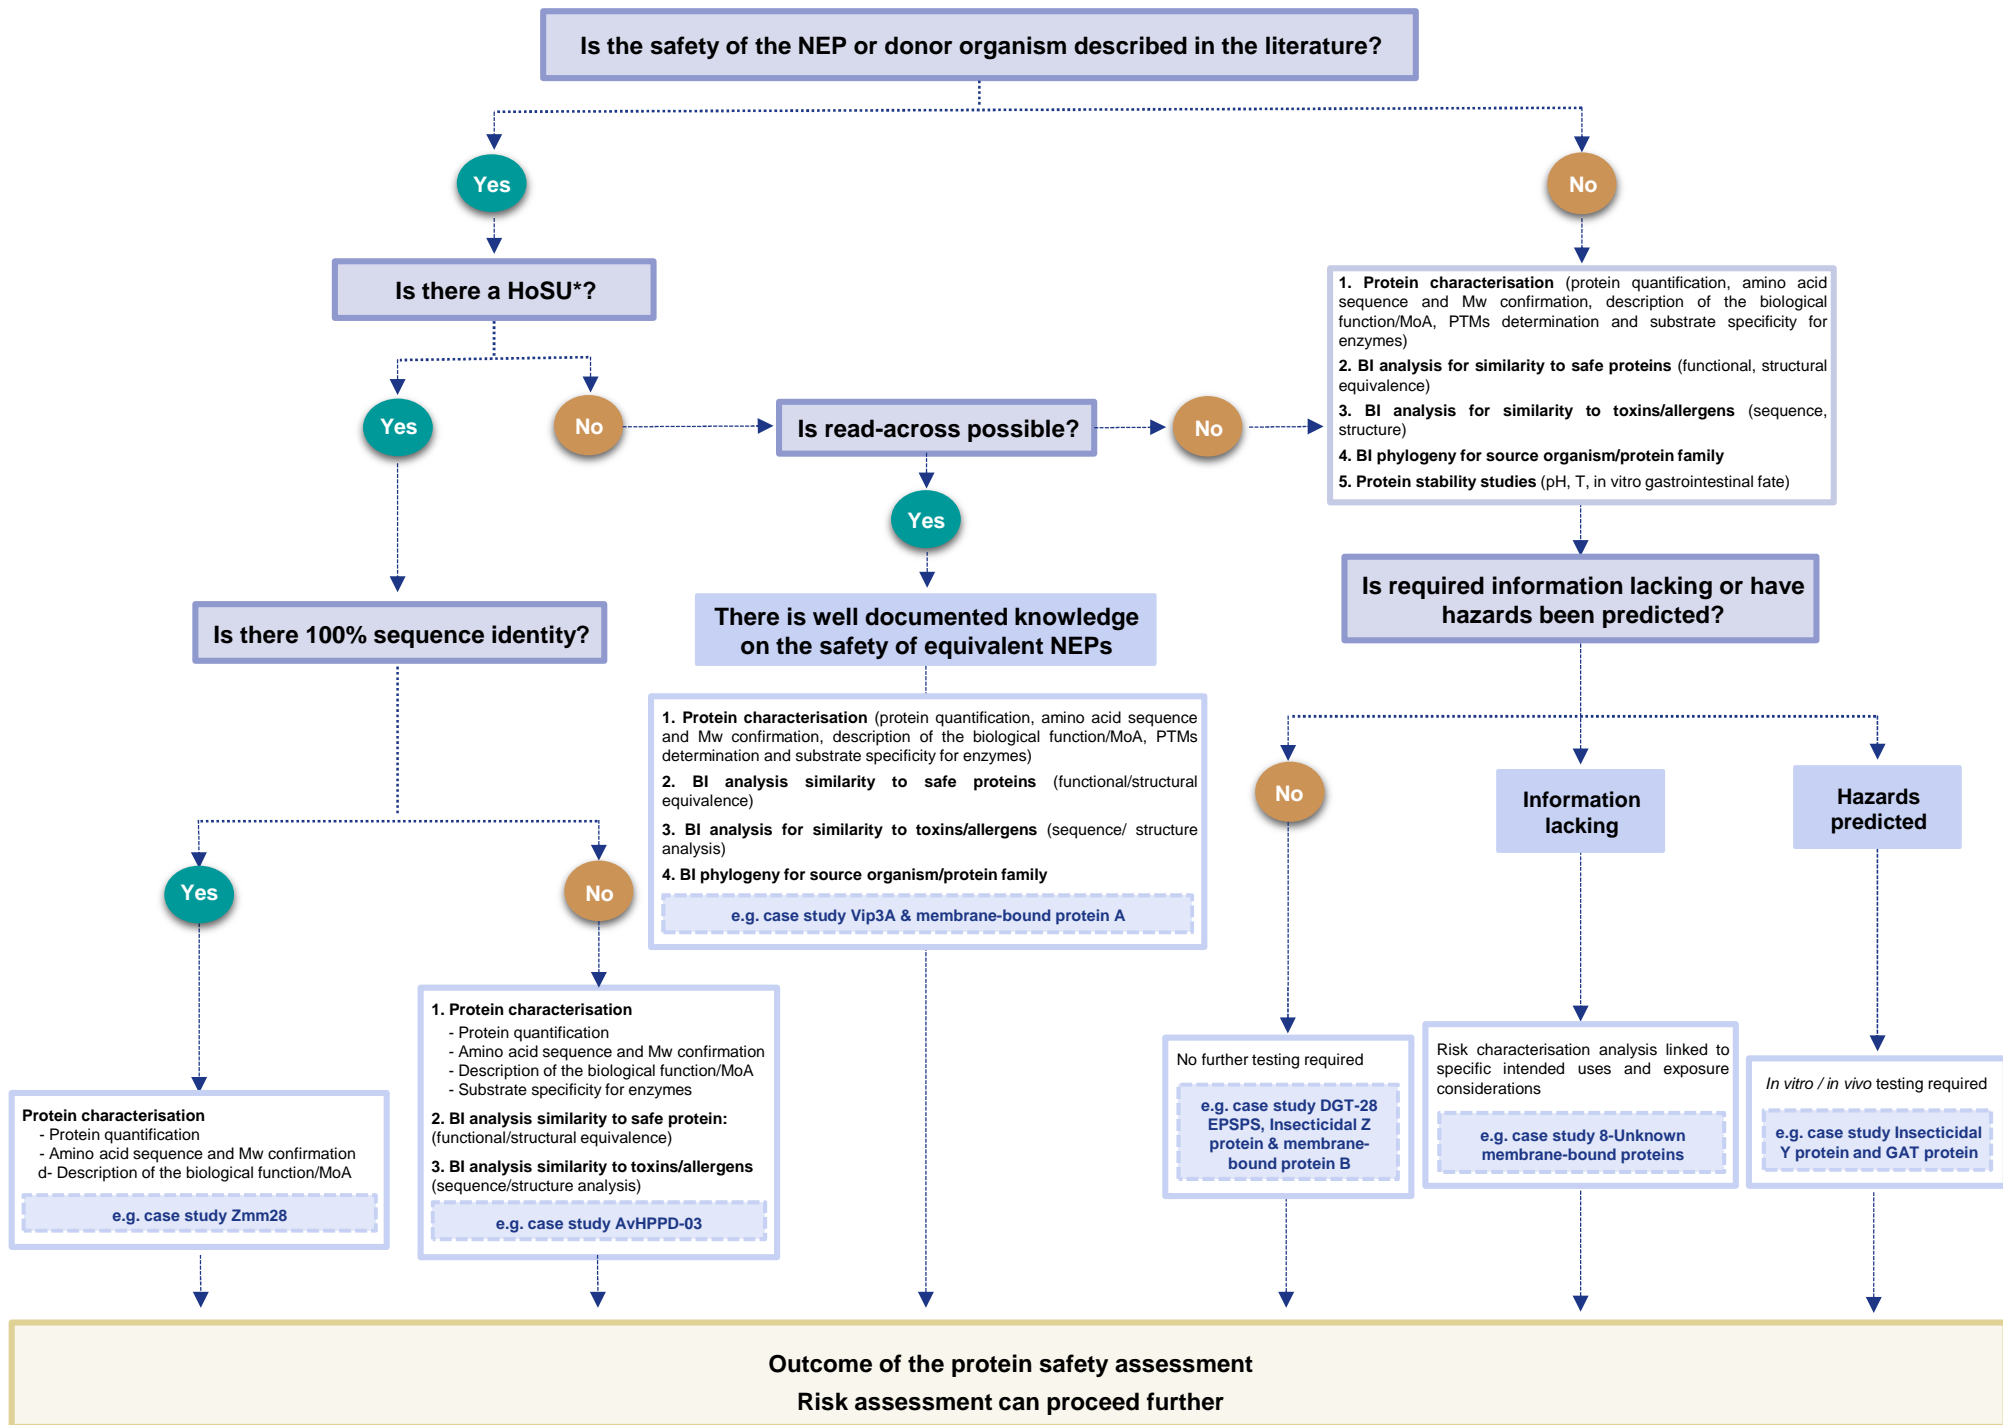 Is the safety of the NEP or donor organism described in the literature?
Yes
No
Is there a HoSU*?
1. Protein characterisation (protein quantification, amino acid
sequence and Mw confirmation, description of the biological
function/MoA, PTMs determination and substrate specificity for
enzymes)
2. BI analysis for similarity to safe proteins (functional, structural
equivalence)
3. BI analysis for similarity to toxins/allergens (sequence,
structure)
4. BI phylogeny for source organism/protein family
5. Protein stability studies (pH, T, in vitro gastrointestinal fate)
Yes
No
Is read-across possible?
No
Yes
Is required information lacking or have
hazards been predicted?
Is there 100% sequence identity?
There is well documented knowledge
on the safety of equivalent NEPs
1. Protein characterisation (protein quantification, amino acid sequence
and Mw confirmation, description of the biological function/MoA, PTMs
determination and substrate specificity for enzymes)
2. BI analysis similarity to safe proteins (functional/structural
equivalence)
3. BI analysis for similarity to toxins/allergens (sequence/ structure
analysis)
4. BI phylogeny for source organism/protein family
e.g. case study Vip3A & membrane-bound protein A
No
Information
lacking
Hazards
predicted
Yes
No
Protein characterisation
- Protein quantification
- Amino acid sequence and Mw confirmation
d- Description of the biological function/MoA
e.g. case study Zmm28
1. Protein characterisation
- Protein quantification
- Amino acid sequence and Mw confirmation
- Description of the biological function/MoA
- Substrate specificity for enzymes
2. BI analysis similarity to safe protein:
(functional/structural equivalence)
3. BI analysis similarity to toxins/allergens
(sequence/structure analysis)
e.g. case study AvHPPD-03
No further testing required
e.g. case study DGT-28
EPSPS, Insecticidal Z
protein & membrane-
bound protein B
Risk characterisation analysis linked to
specific intended uses and exposure
considerations
e.g. case study 8-Unknown
membrane-bound proteins
In vitro / in vivo testing required
e.g. case study Insecticidal
Y protein and GAT protein
Outcome of the protein safety assessment
Risk assessment can proceed further